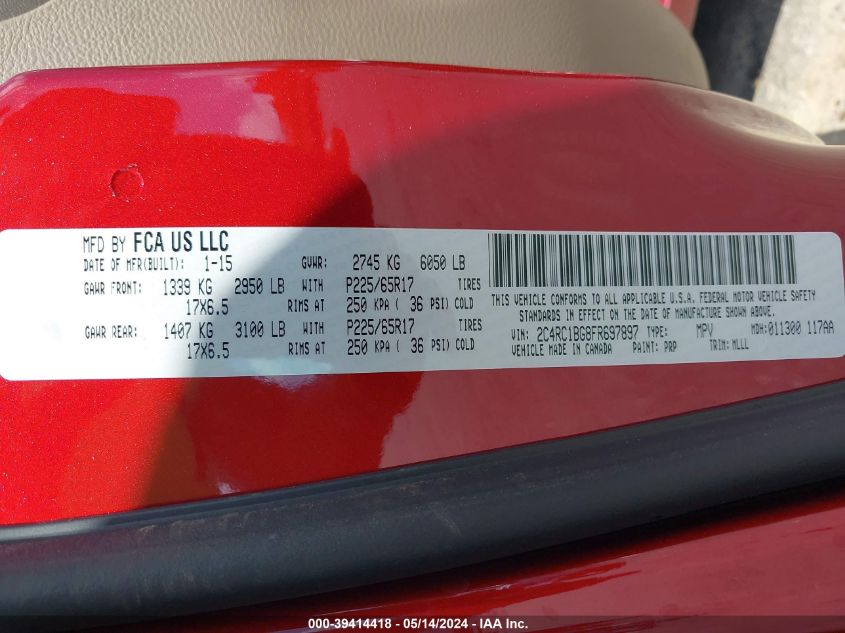 MFD BY FCA US LLC
DATE OF MFR(BUILT): 1-15 GVWR: 2745 KG 6050 LB
GAWR FRONT: 1339 KG 2950 LB WITH P225/65R17 TIRES
17X6.5 RIMS AT 250 KPA ( 36 PSI) COLD
GAWR REAR: 1407 KG 3100 LB WITH P225/65R17 TIRES
17X6.5 RIMS AT 250 KPA ( 36 PSI) COLD
THIS VEHICLE CONFORMS TO ALL APPLICABLE U.S.A. FEDERAL MOTOR VEHICLE SAFETY
STANDARDS IN EFFECT ON THE DATE OF MANUFACTURE SHOWN ABOVE.
VIN: 2C4RC1BG8FR697897 TYPE: MPV MDH:011300 117AA
VEHICLE MADE IN CANADA PAINT: PRP TRIM: MLLL
000-39414418 - 05/14/2024 - IAA Inc.